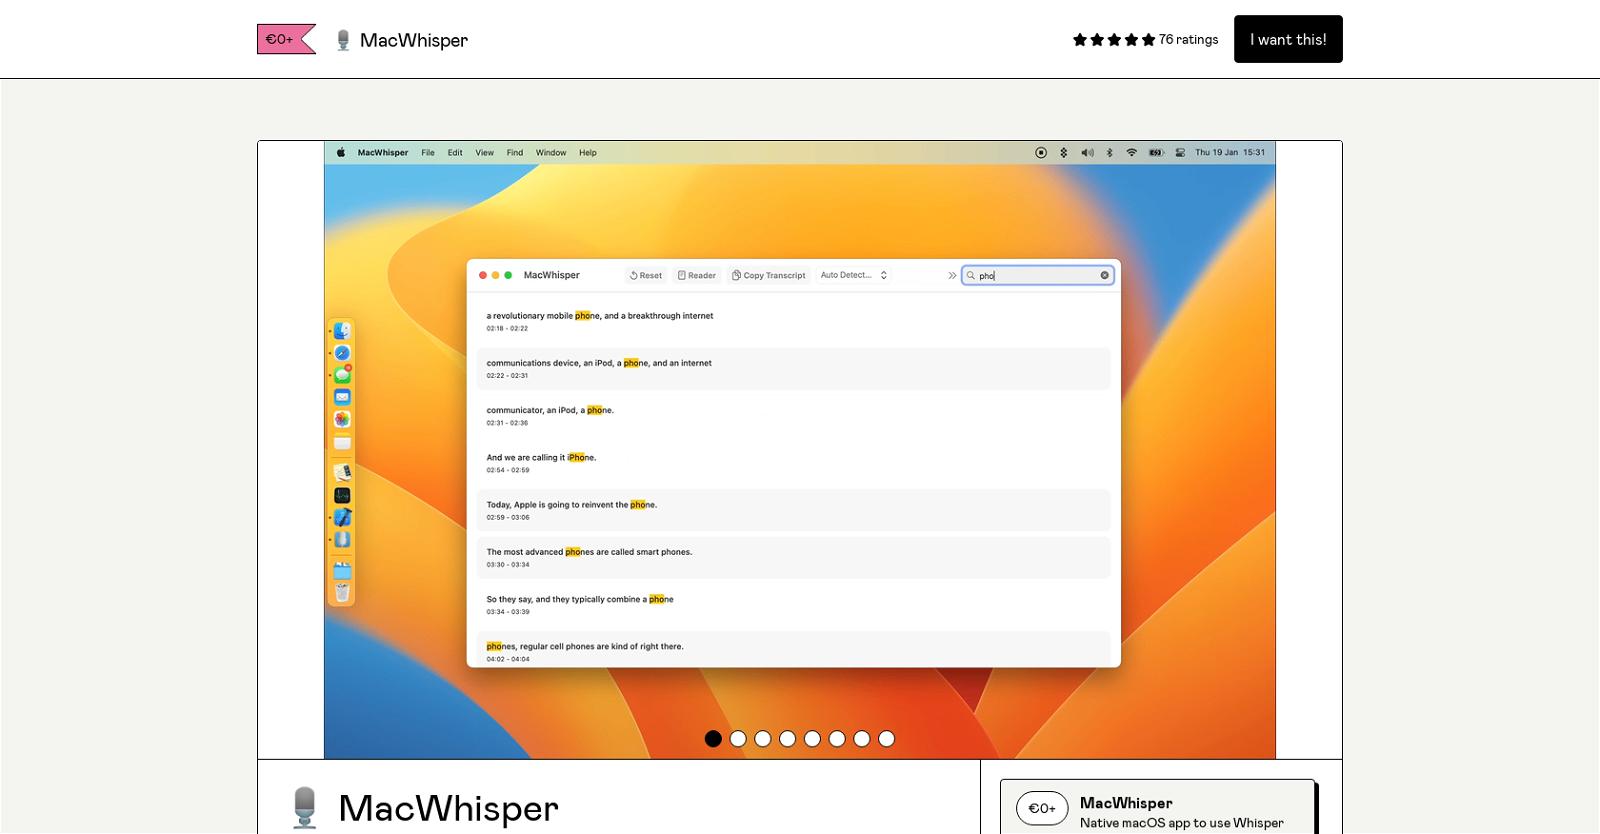 €0+
MacWhisper
76 ratings
I want this!
MacWhisper File Edit View Find Window Help
Thu 19 Jan 15:31
MacWhisper
Reset
Reader
Copy Transcript
Auto Detect...
pho
a revolutionary mobile phone, and a breakthrough internet
02:18 - 02:22
communications device, an iPod, a phone, and an internet
02:22 - 02:31
communicator, an iPod, a phone.
02:31 - 02:36
And we are calling it iPhone.
02:54 - 02:59
Today, Apple is going to reinvent the phone.
02:59 - 03:06
The most advanced phones are called smart phones.
03:30 - 03:34
So they say, and they typically combine a phone
03:34 - 03:39
phones, regular cell phones are kind of right there.
04:02 - 04:04
MacWhisper
€0+
MacWhisper
Native macOS app to use Whisper